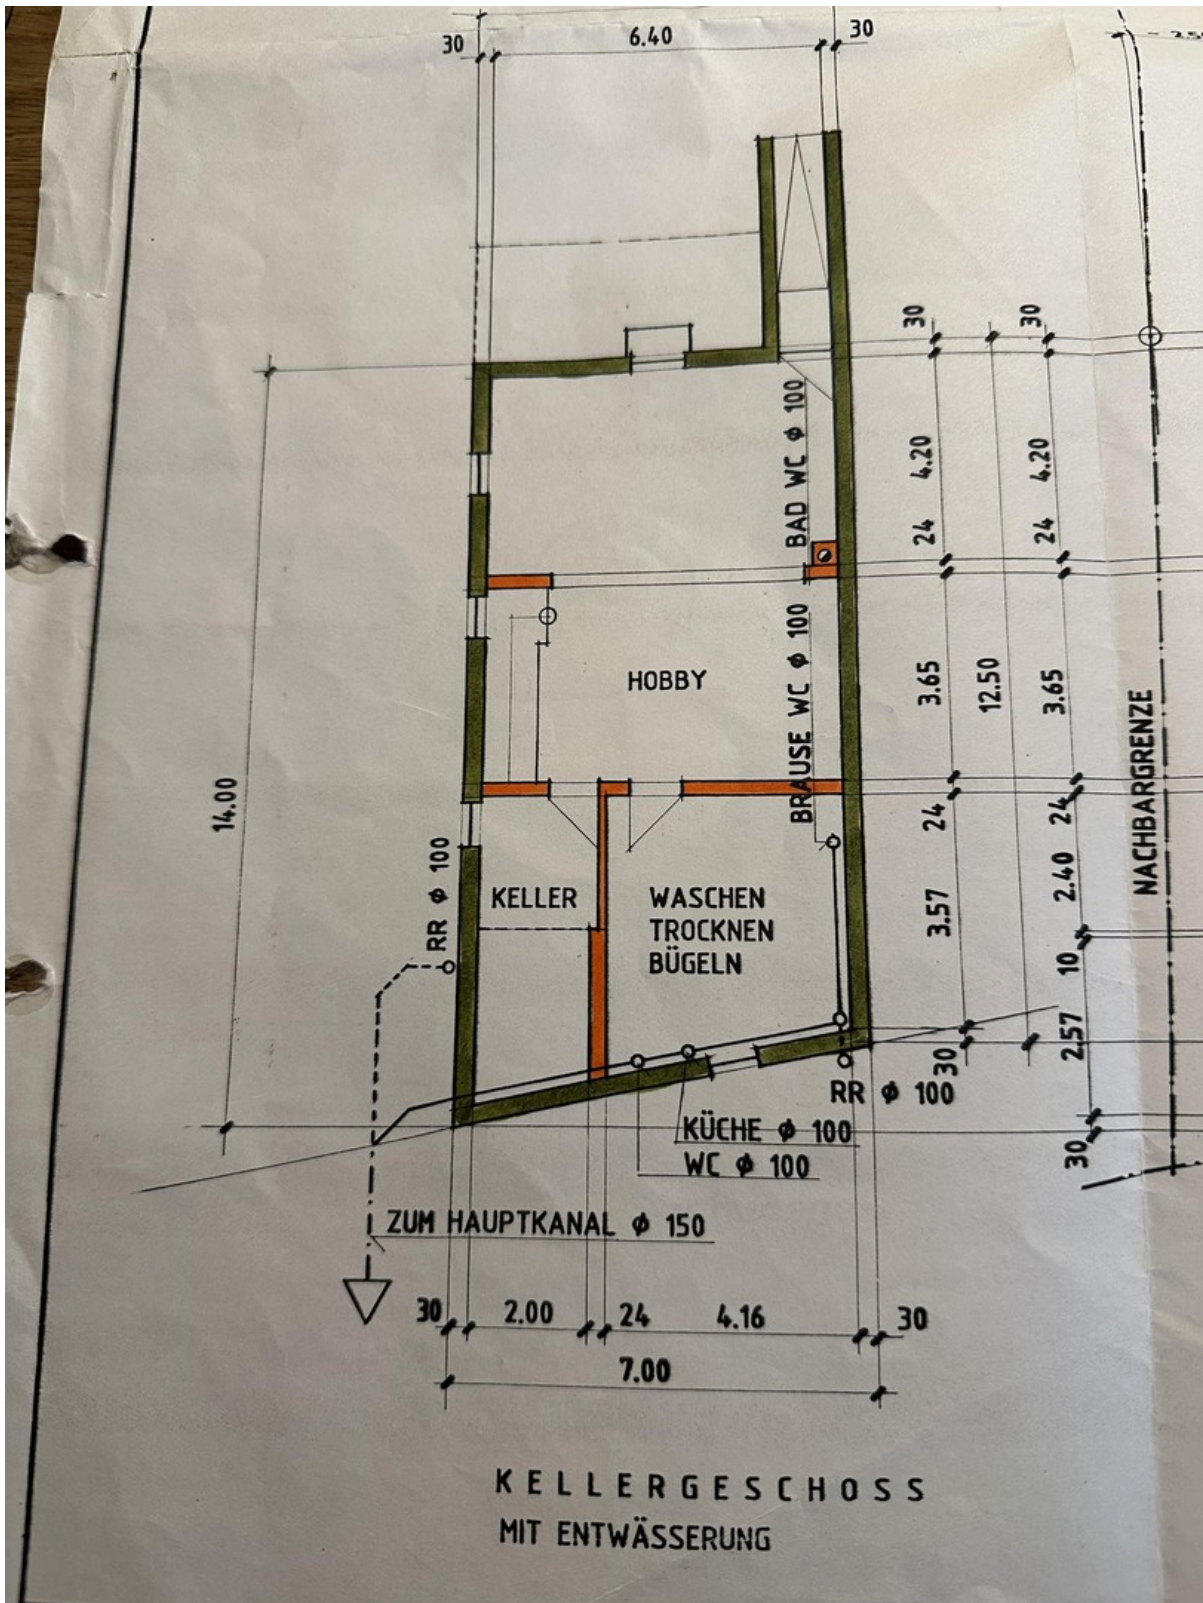 30
6.40
30
30
30
BAD WC ø 100
4.20
4.20
24
24
BRAUSE WC ø 100
HOBBY
3.65
12.50
3.65
NACHBARGRENZE
14.00
24
24
RR ø 100
KELLER
WASCHEN
TROCKNEN
BÜGELN
3.57
2.40
10
2.57
30
30
RR ø 100
KÜCHE ø 100
WC ø 100
ZUM HAUPTKANAL ø 150
30
2.00
24
4.16
30
7.00
KELLERGESCHOSS
MIT ENTWÄSSERUNG